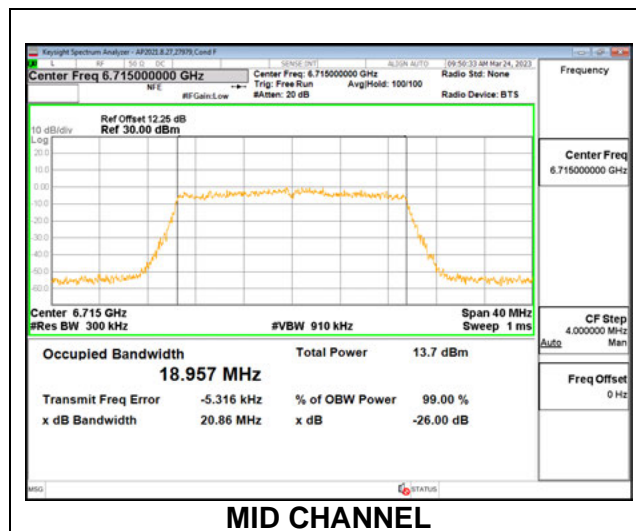 Keysight Spectrum Analyzer - AP2021.8.27,27879,Cond F
L RF 50 Ω DC SENSE:INT ALIGN AUTO 09:50:33 AM Mar 24, 2023
Center Freq 6.715000000 GHz Center Freq: 6.715000000 GHz Radio Std: None Frequency
NFE Trig: Free Run Avg|Hold: 100/100
#IFGain:Low #Atten: 20 dB Radio Device: BTS
Ref Offset 12.25 dB
10 dB/div Ref 30.00 dBm
Log
20.0
10.0
0.00
-10.0
-20.0
-30.0
-40.0
-50.0
-60.0
Center Freq
6.715000000 GHz
Center 6.715 GHz Span 40 MHz
#Res BW 300 kHz #VBW 910 kHz Sweep 1 ms
CF Step
4.000000 MHz
Auto Man
Freq Offset
0 Hz
Occupied Bandwidth Total Power 13.7 dBm
18.957 MHz
Transmit Freq Error -5.316 kHz % of OBW Power 99.00 %
x dB Bandwidth 20.86 MHz x dB -26.00 dB
MSG STATUS
MID CHANNEL